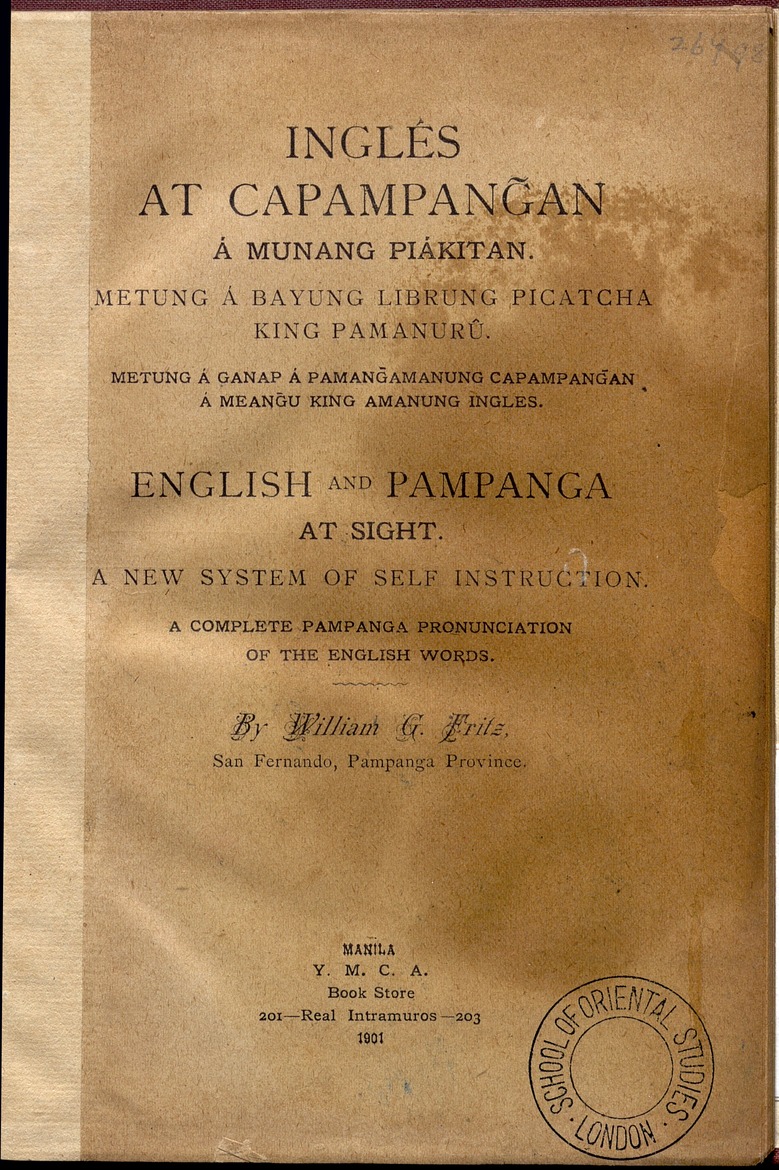 INGLÉS
AT CAPAMPANG̃AN
Á MUNANG PIÁKITAN.
METUNG Á BAYUNG LIBRUNG PICATCHA
KING PAMANURÛ.
METUNG Á GANAP Á PAMANG̃AMANUNG CAPAMPANG̃AN
Á MEANG̃U KING AMANUNG INGLES.
ENGLISH AND PAMPANGA
AT SIGHT.
A NEW SYSTEM OF SELF INSTRUCTION.
A COMPLETE PAMPANGA PRONUNCIATION
OF THE ENGLISH WORDS.
By William G. Fritz,
San Fernando, Pampanga Province.
MANILA
Y. M. C. A.
Book Store
201—Real Intramuros—203
1901
SCHOOL OF ORIENTAL STUDIES · LONDON ·